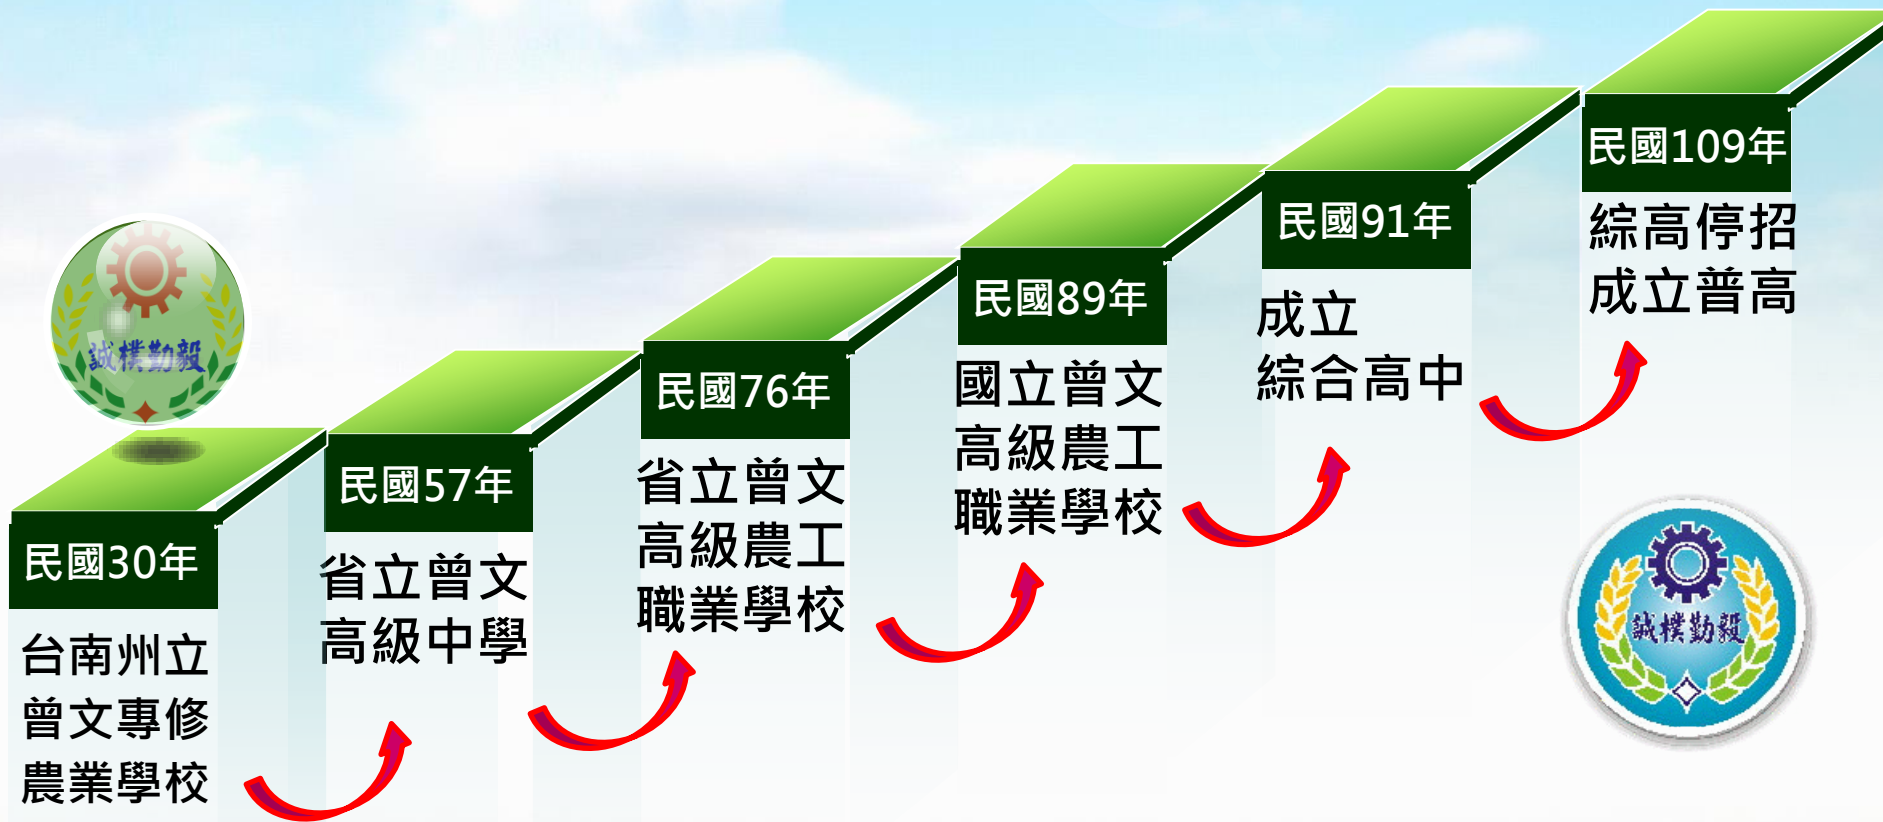 誠樸勤毅
民國30年
台南州立
曾文專修
農業學校
民國57年
省立曾文
高級中學
民國76年
省立曾文
高級農工
職業學校
民國89年
國立曾文
高級農工
職業學校
民國91年
成立
綜合高中
民國109年
綜高停招
成立普高
誠樸勤毅